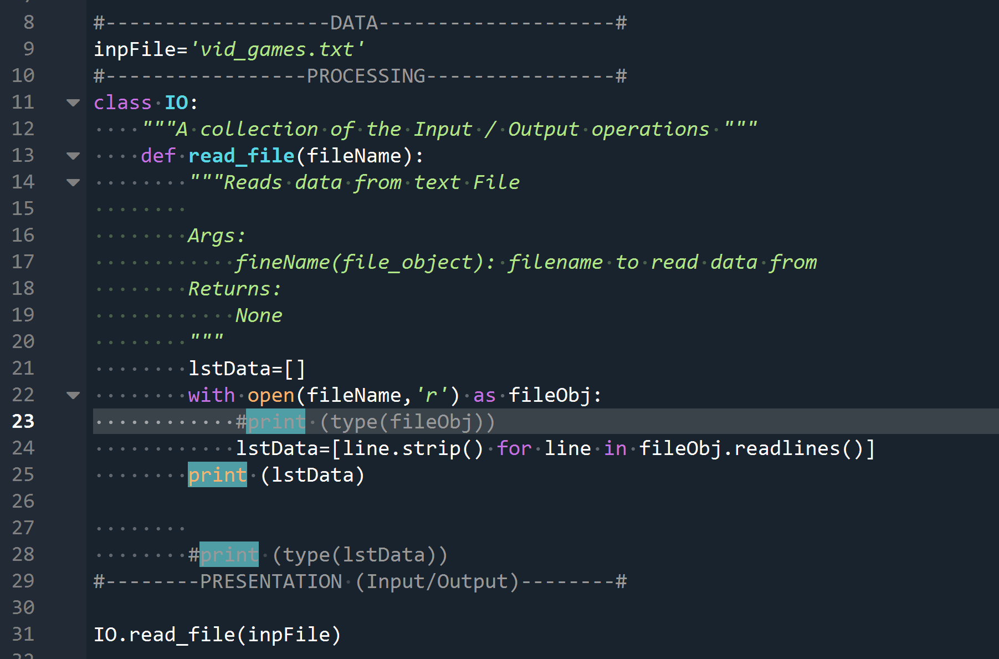 8 #-------------------DATA--------------------#
9 inpFile='vid_games.txt'
10 #-----------------PROCESSING----------------#
11 class IO:
12     """A collection of the Input / Output operations """
13     def read_file(fileName):
14         """Reads data from text File
15
16         Args:
17             fineName(file_object): filename to read data from
18         Returns:
19             None
20         """
21         lstData=[]
22         with open(fileName,'r') as fileObj:
23             #print (type(fileObj))
24             lstData=[line.strip() for line in fileObj.readlines()]
25         print (lstData)
26
27
28         #print (type(lstData))
29 #--------PRESENTATION (Input/Output)--------#
30
31 IO.read_file(inpFile)